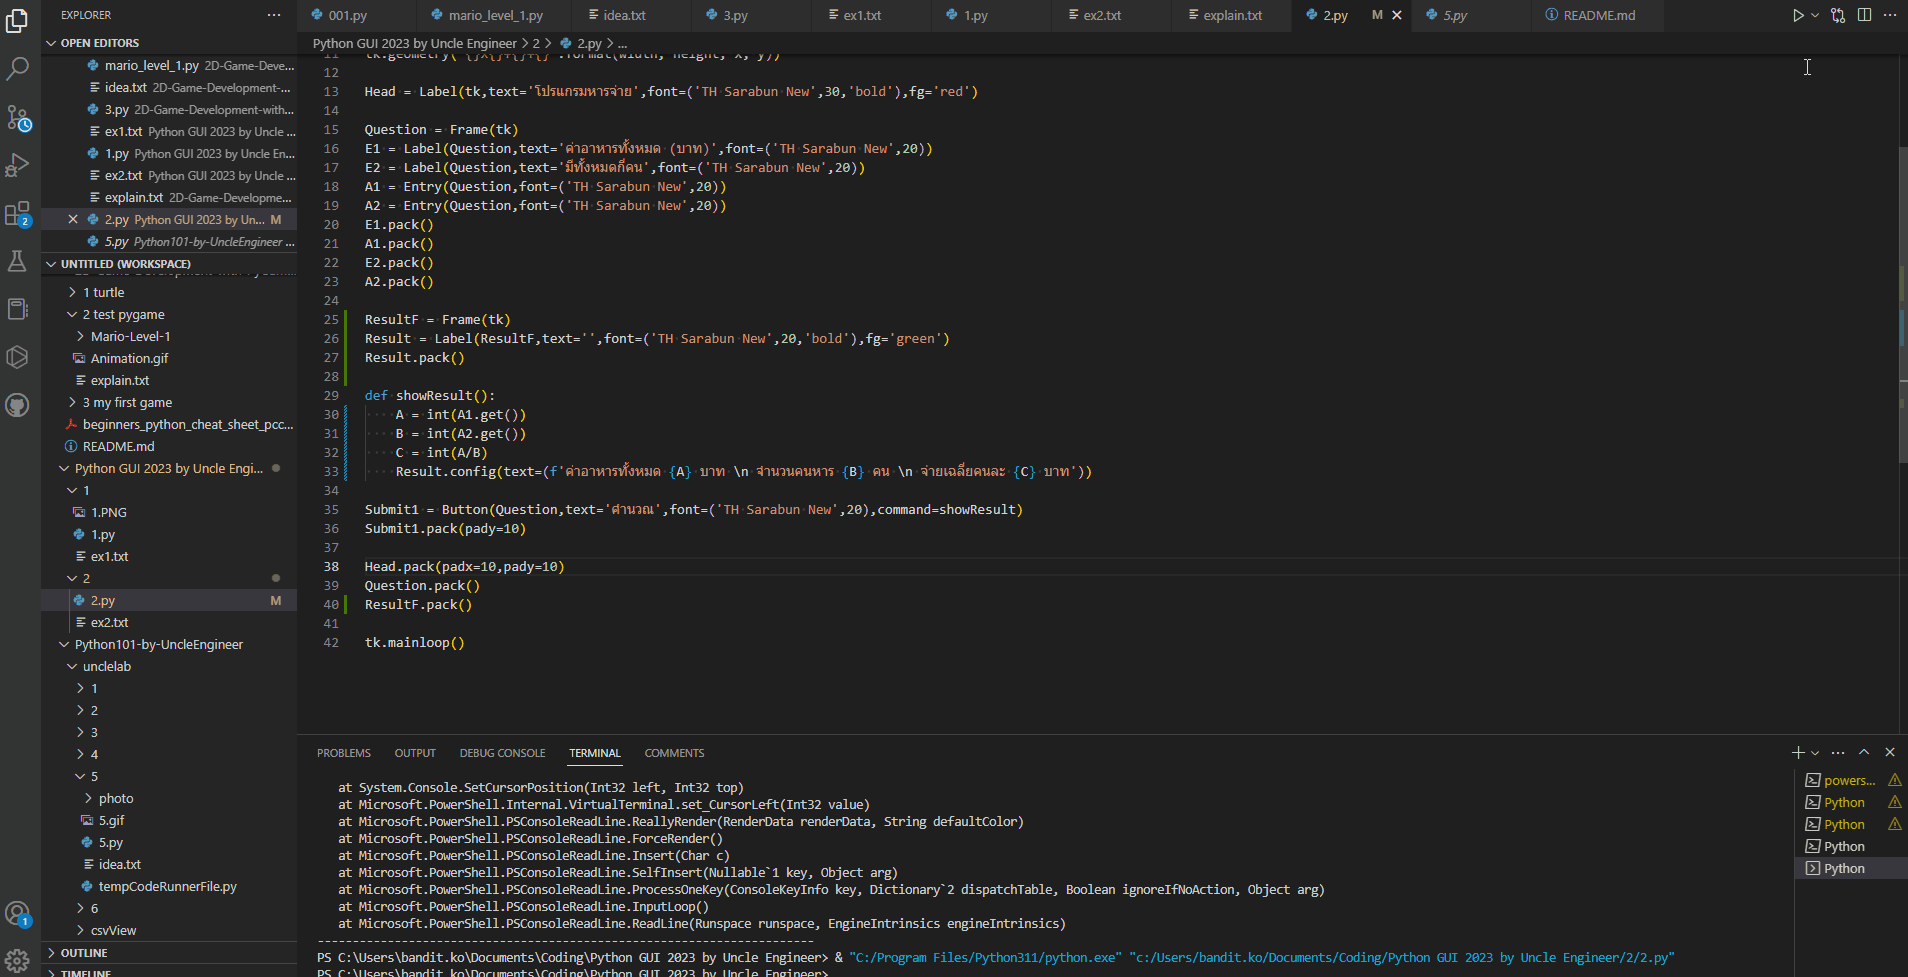 EXPLORER
OPEN EDITORS
mario_level_1.py 2D-Game-Deve...
idea.txt 2D-Game-Development-...
3.py 2D-Game-Development-with...
ex1.txt Python GUI 2023 by Uncle ...
1.py Python GUI 2023 by Uncle En...
ex2.txt Python GUI 2023 by Uncle ...
explain.txt 2D-Game-Developme...
2.py Python GUI 2023 by Un... M
5.py Python101-by-UncleEngineer ...
UNTITLED (WORKSPACE)
1 turtle
2 test pygame
Mario-Level-1
Animation.gif
explain.txt
3 my first game
beginners_python_cheat_sheet_pcc...
README.md
Python GUI 2023 by Uncle Engi...
1
1.PNG
1.py
ex1.txt
2
2.py M
ex2.txt
Python101-by-UncleEngineer
unclelab
1
2
3
4
5
photo
5.gif
5.py
idea.txt
tempCodeRunnerFile.py
6
csvView
OUTLINE
TIMELINE
2
1
001.py mario_level_1.py idea.txt 3.py ex1.txt 1.py ex2.txt explain.txt 2.py M 5.py README.md
Python GUI 2023 by Uncle Engineer > 2 > 2.py > ...
11 tk.geometry('{}x{}+{}+{}'.format(width, height, x, y))
12
13 Head = Label(tk,text='โปรแกรมหารจ่าย',font=('TH Sarabun New',30,'bold'),fg='red')
14
15 Question = Frame(tk)
16 E1 = Label(Question,text='ค่าอาหารทั้งหมด (บาท)',font=('TH Sarabun New',20))
17 E2 = Label(Question,text='มีทั้งหมดกี่คน',font=('TH Sarabun New',20))
18 A1 = Entry(Question,font=('TH Sarabun New',20))
19 A2 = Entry(Question,font=('TH Sarabun New',20))
20 E1.pack()
21 A1.pack()
22 E2.pack()
23 A2.pack()
24
25 ResultF = Frame(tk)
26 Result = Label(ResultF,text='',font=('TH Sarabun New',20,'bold'),fg='green')
27 Result.pack()
28
29 def showResult():
30 A = int(A1.get())
31 B = int(A2.get())
32 C = int(A/B)
33 Result.config(text=(f'ค่าอาหารทั้งหมด {A} บาท \n จำนวนคนหาร {B} คน \n จ่ายเฉลี่ยคนละ {C} บาท'))
34
35 Submit1 = Button(Question,text='คำนวณ',font=('TH Sarabun New',20),command=showResult)
36 Submit1.pack(pady=10)
37
38 Head.pack(padx=10,pady=10)
39 Question.pack()
40 ResultF.pack()
41
42 tk.mainloop()
PROBLEMS OUTPUT DEBUG CONSOLE TERMINAL COMMENTS
at System.Console.SetCursorPosition(Int32 left, Int32 top)
at Microsoft.PowerShell.Internal.VirtualTerminal.set_CursorLeft(Int32 value)
at Microsoft.PowerShell.PSConsoleReadLine.ReallyRender(RenderData renderData, String defaultColor)
at Microsoft.PowerShell.PSConsoleReadLine.ForceRender()
at Microsoft.PowerShell.PSConsoleReadLine.Insert(Char c)
at Microsoft.PowerShell.PSConsoleReadLine.SelfInsert(Nullable`1 key, Object arg)
at Microsoft.PowerShell.PSConsoleReadLine.ProcessOneKey(ConsoleKeyInfo key, Dictionary`2 dispatchTable, Boolean ignoreIfNoAction, Object arg)
at Microsoft.PowerShell.PSConsoleReadLine.InputLoop()
at Microsoft.PowerShell.PSConsoleReadLine.ReadLine(Runspace runspace, EngineIntrinsics engineIntrinsics)
-----------------------------------------------------------------------
PS C:\Users\bandit.ko\Documents\Coding\Python GUI 2023 by Uncle Engineer> & "C:/Program Files/Python311/python.exe" "c:/Users/bandit.ko/Documents/Coding/Python GUI 2023 by Uncle Engineer/2/2.py"
PS C:\Users\bandit.ko\Documents\Coding\Python GUI 2023 by Uncle Engineer>
powers...
Python
Python
Python
Python